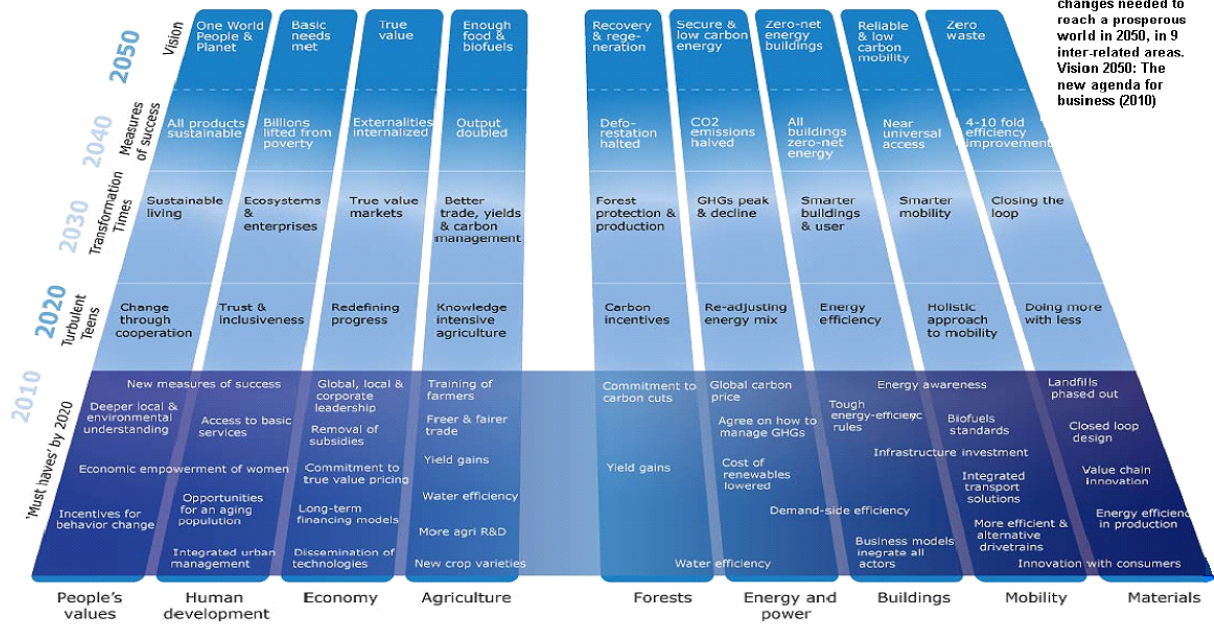 changes needed to
roach a prosperous
world in 2050, in 9
inter-related areas.
Vision 2050: The
new agenda for
business (2010)
2050
Vision
One World
People &
Planet
Basic
needs
met
True
value
Enough
food &
biofuels
Recovery
& rege-
neration
Secure &
low carbon
energy
Zero-net
energy
buildings
Reliable
& low
carbon
mobility
Zero
waste
2040
Measures
of success
All products
sustainable
Billions
lifted from
poverty
Externalities
internalized
Output
doubled
Defo-
restation
halted
CO2
emissions
halved
All
buildings
zero-net
energy
Near
universal
access
4-10 fold
efficiency
improvement
2030
Transformation
Times
Sustainable
living
Ecosystems
&
enterprises
True value
markets
Better
trade, yields
& carbon
management
Forest
protection &
production
GHGs peak
& decline
Smarter
buildings
& user
Smarter
mobility
Closing the
loop
2020
Turbulent
Teens
Change
through
cooperation
Trust &
inclusiveness
Redefining
progress
Knowledge
intensive
agriculture
Carbon
incentives
Re-adjusting
energy mix
Energy
efficiency
Holistic
approach
to mobility
Doing more
with less
2010
'Must haves' by 2020
New measures of success
Deeper local &
environmental
understanding
Access to basic
services
Economic empowerment of women
Incentives for
behavior change
Opportunities
for an aging
population
Integrated urban
management
Global, local &
corporate
leadership
Removal of
subsidies
Commitment to
true value pricing
Long-term
financing models
Dissemination of
technologies
Training of
farmers
Freer & fairer
trade
Yield gains
Water efficiency
More agri R&D
New crop varieties
Commitment to
carbon cuts
Yield gains
Water efficiency
Global carbon
price
Agree on how to
manage GHGs
Cost of
renewables
lowered
Demand-side efficiency
Energy awareness
Tough
energy-efficiency
rules
Infrastructure investment
Business models
inegrate all
actors
Biofuels
standards
Integrated
transport
solutions
More efficient &
alternative
drivetrains
Innovation with consumers
Landfills
phased out
Closed loop
design
Value chain
innovation
Energy efficienc
in production
People's
values
Human
development
Economy
Agriculture
Forests
Energy and
power
Buildings
Mobility
Materials